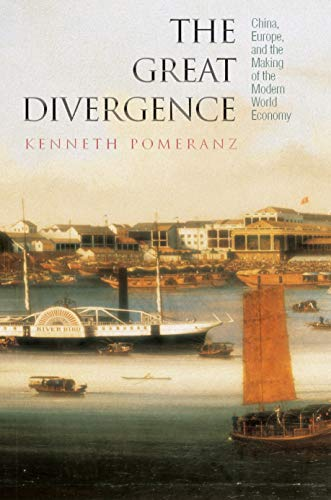 THE
GREAT
DIVERGENCE
KENNETH POMERANZ
China,
Europe,
and the
Making
of the
Modern
World
Economy
RIVER BIRD